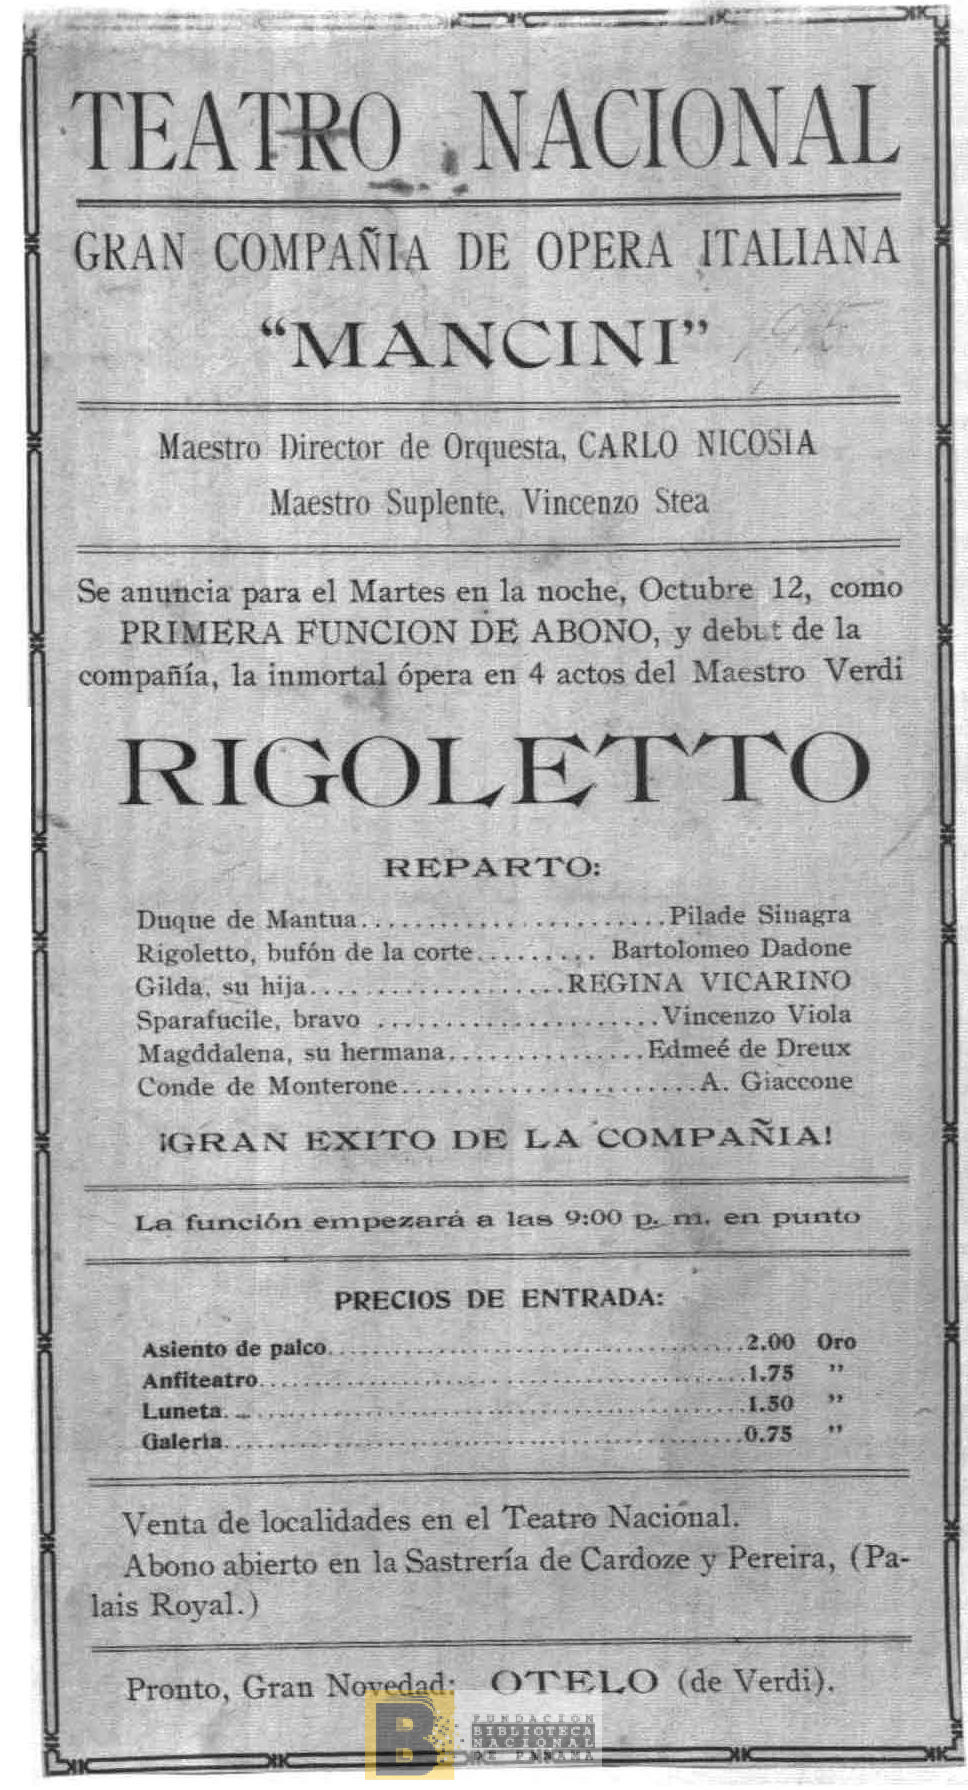 TEATRO NACIONAL
GRAN COMPAÑIA DE OPERA ITALIANA
“MANCINI”
Maestro Director de Orquesta, CARLO NICOSIA
Maestro Suplente, Vincenzo Stea
Se anuncia para el Martes en la noche, Octubre 12, como
PRIMERA FUNCION DE ABONO, y debut de la
compañía, la inmortal ópera en 4 actos del Maestro Verdi
RIGOLETTO
REPARTO:
Duque de Mantua.......................Pilade Sinagra
Rigoletto, bufón de la corte......... Bartolomeo Dadone
Gilda, su hija...................REGINA VICARINO
Sparafucile, bravo .....................Vincenzo Viola
Magddalena, su hermana...............Edmeé de Dreux
Conde de Monterone.......................A. Giaccone
¡GRAN EXITO DE LA COMPAÑIA!
La función empezará a las 9:00 p. m. en punto
PRECIOS DE ENTRADA:
Asiento de palco.......................................2.00 Oro
Anfiteatro.............................................1.75 ”
Luneta.................................................1.50 ”
Galeria................................................0.75 ”
Venta de localidades en el Teatro Nacional.
Abono abierto en la Sastrería de Cardoze y Pereira, (Pa-
lais Royal.)
Pronto, Gran Novedad: OTELO (de Verdi).
B
FUNDACION
BIBLIOTECA
NACIONAL
DE PANAMA